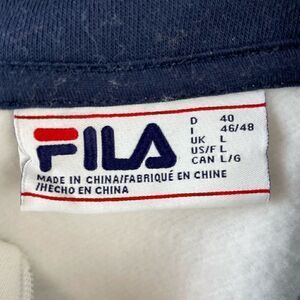 FILA
D 40
I 46/48
UK L
US/F L
CAN L/G
MADE IN CHINA/FABRIQUÉ EN CHINE
/HECHO EN CHINA